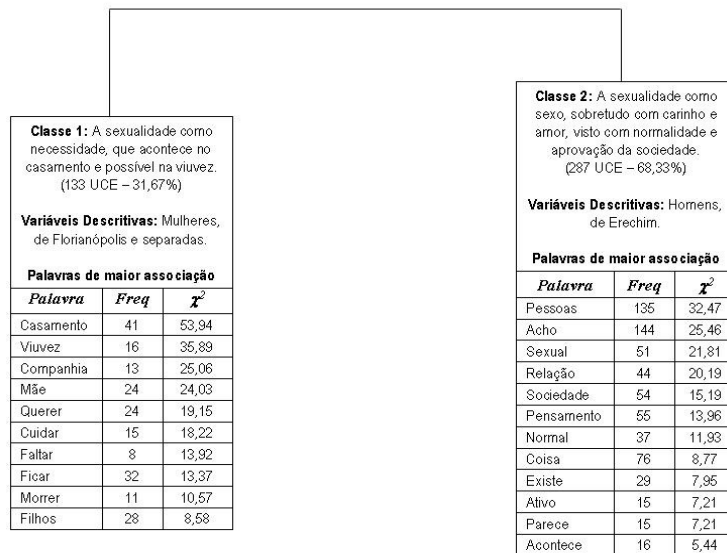 Classe 1: A sexualidade como
necessidade, que acontece no
casamento e possível na viuvez.
(133 UCE – 31,67%)
Variáveis Descritivas: Mulheres,
de Florianópolis e separadas.
Palavras de maior associação
Palavra Freq χ²
Casamento 41 53,94
Viuvez 16 35,89
Companhia 13 25,06
Mãe 24 24,03
Querer 24 19,15
Cuidar 15 18,22
Faltar 8 13,92
Ficar 32 13,37
Morrer 11 10,57
Filhos 28 8,58
Classe 2: A sexualidade como
sexo, sobretudo com carinho e
amor, visto com normalidade e
aprovação da sociedade.
(287 UCE – 68,33%)
Variáveis Descritivas: Homens,
de Erechim.
Palavras de maior associação
Palavra Freq χ²
Pessoas 135 32,47
Acho 144 25,46
Sexual 51 21,81
Relação 44 20,19
Sociedade 54 15,19
Pensamento 55 13,96
Normal 37 11,93
Coisa 76 8,77
Existe 29 7,95
Ativo 15 7,21
Parece 15 7,21
Acontece 16 5,44